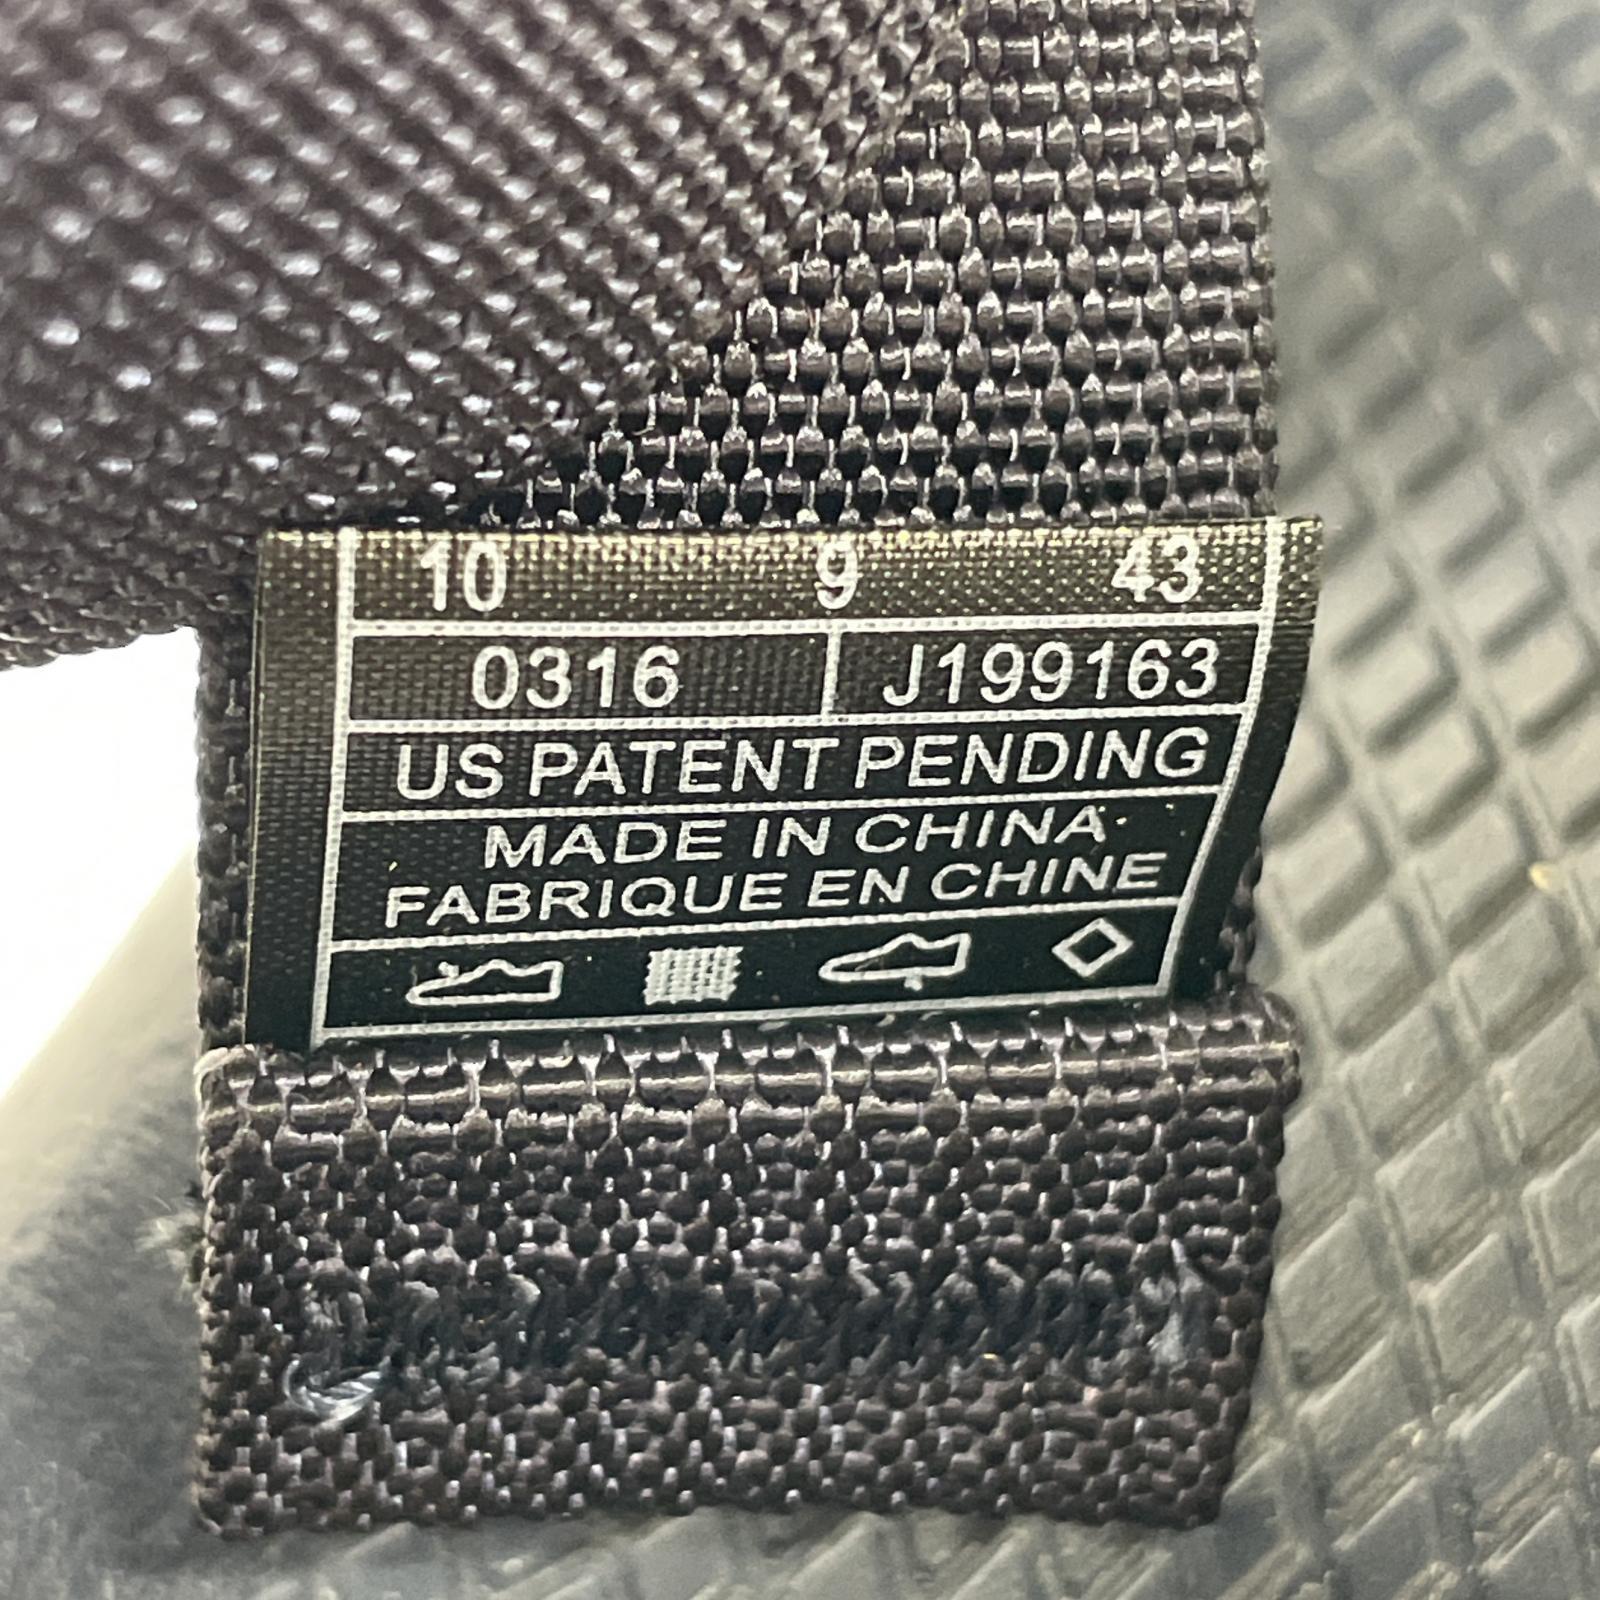 10 9 43
0316 J199163
US PATENT PENDING
MADE IN CHINA
FABRIQUE EN CHINE